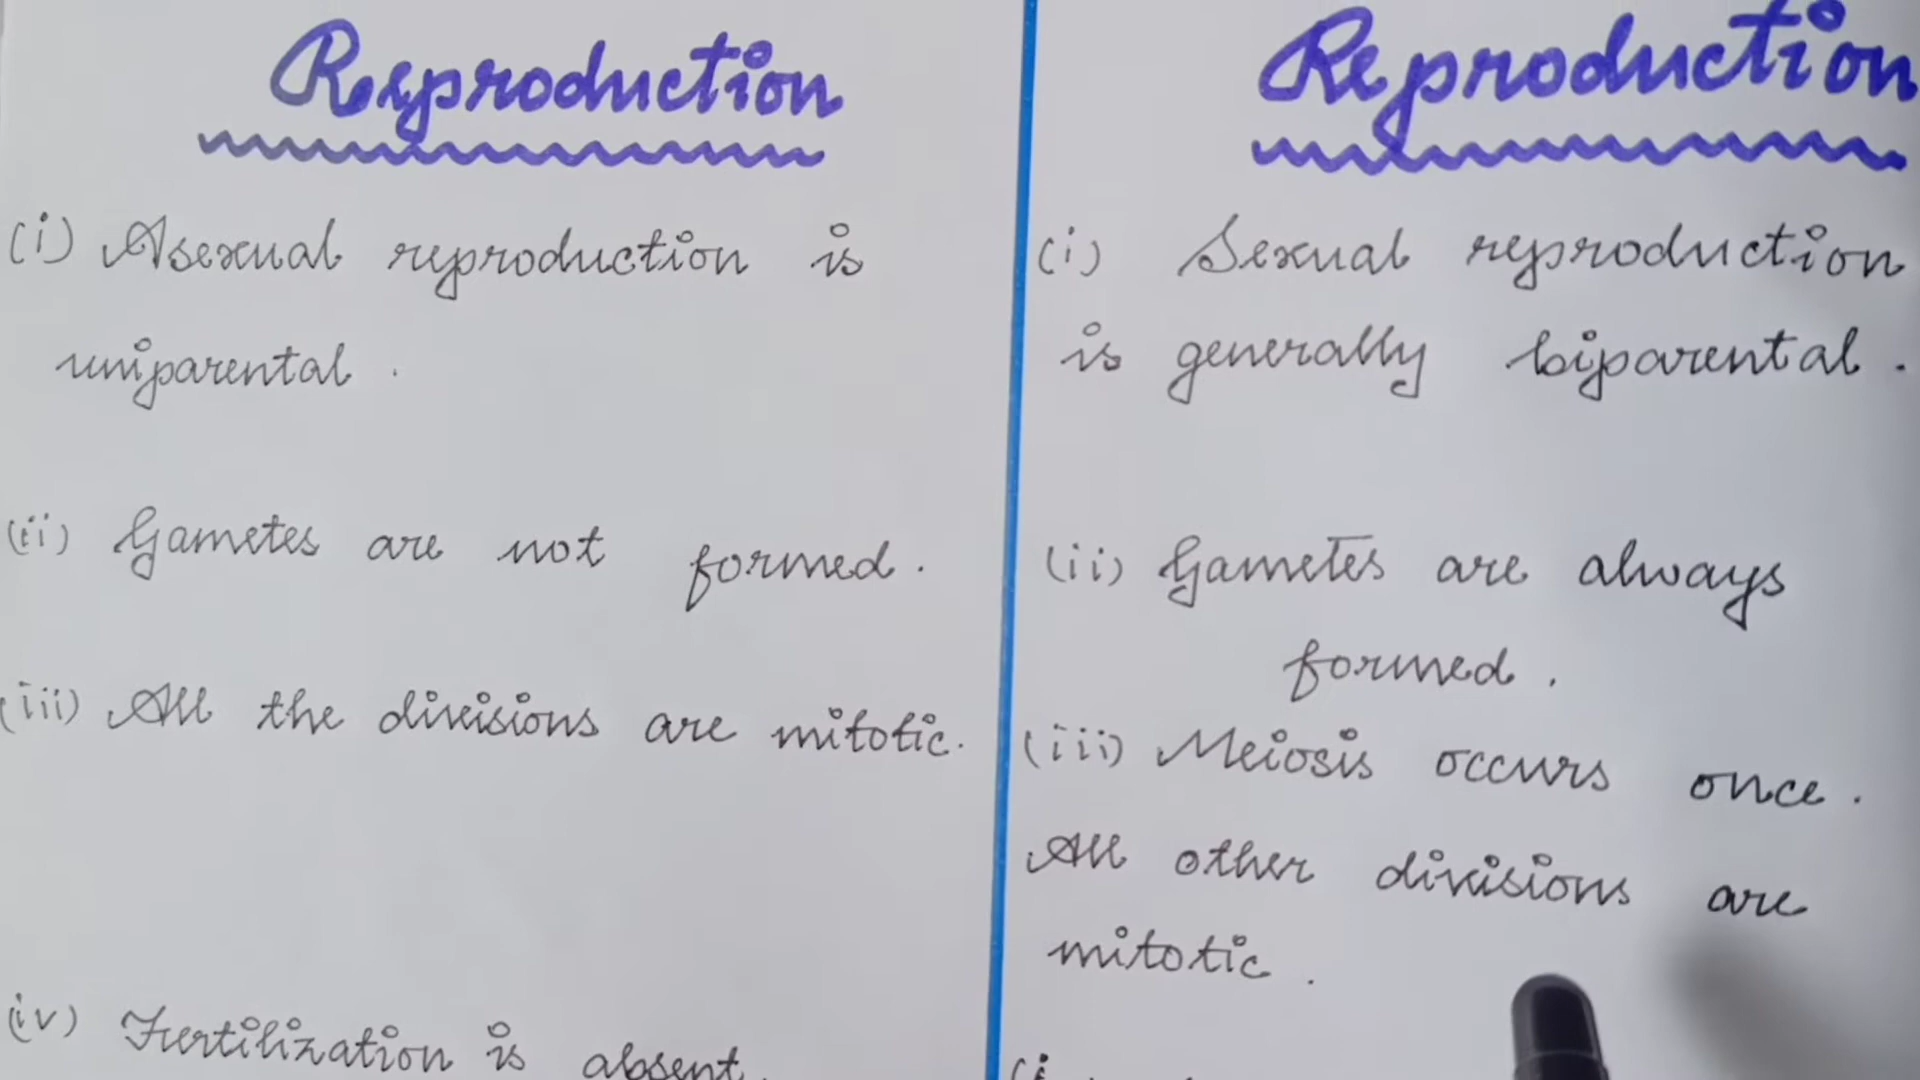 Reproduction
(i) Asexual reproduction is
uniparental.
(ii) Gametes are not formed.
(iii) All the divisions are mitotic.
(iv) Fertilization is absent.
Reproduction
(i) Sexual reproduction
is generally biparental.
(ii) Gametes are always
formed.
(iii) Meiosis occurs once.
All other divisions are
mitotic.